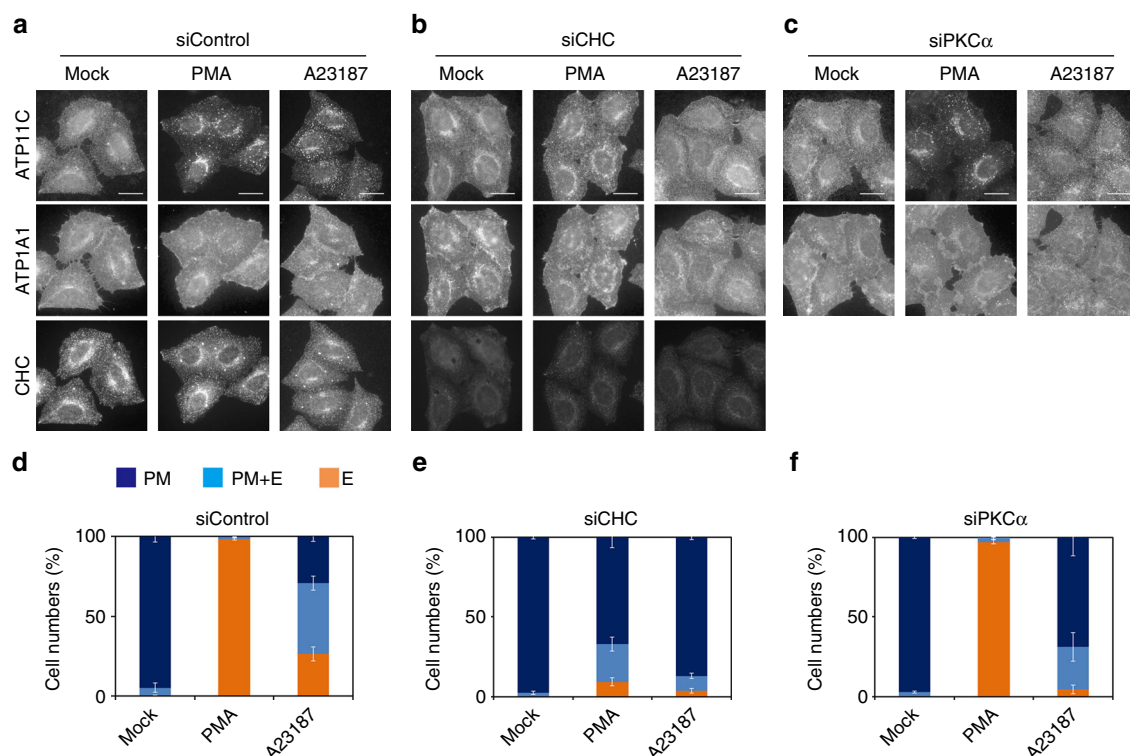 a
siControl
Mock PMA A23187
b
siCHC
Mock PMA A23187
c
siPKCα
Mock PMA A23187
ATP11C
ATP1A1
CHC
d
PM PM+E E
siControl
Cell numbers (%)
100
50
0
Mock PMA A23187
e
siCHC
Cell numbers (%)
100
50
0
Mock PMA A23187
f
siPKCα
Cell numbers (%)
100
50
0
Mock PMA A23187